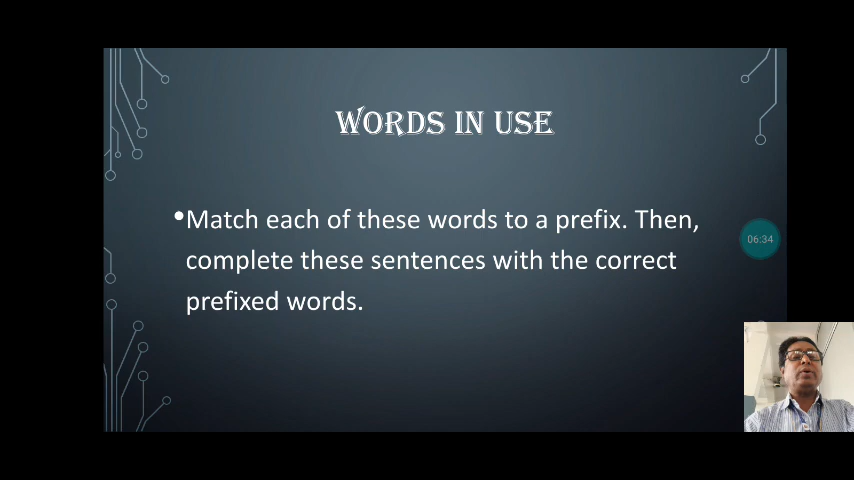 WORDS IN USE
•Match each of these words to a prefix. Then,
complete these sentences with the correct
prefixed words.
06:34